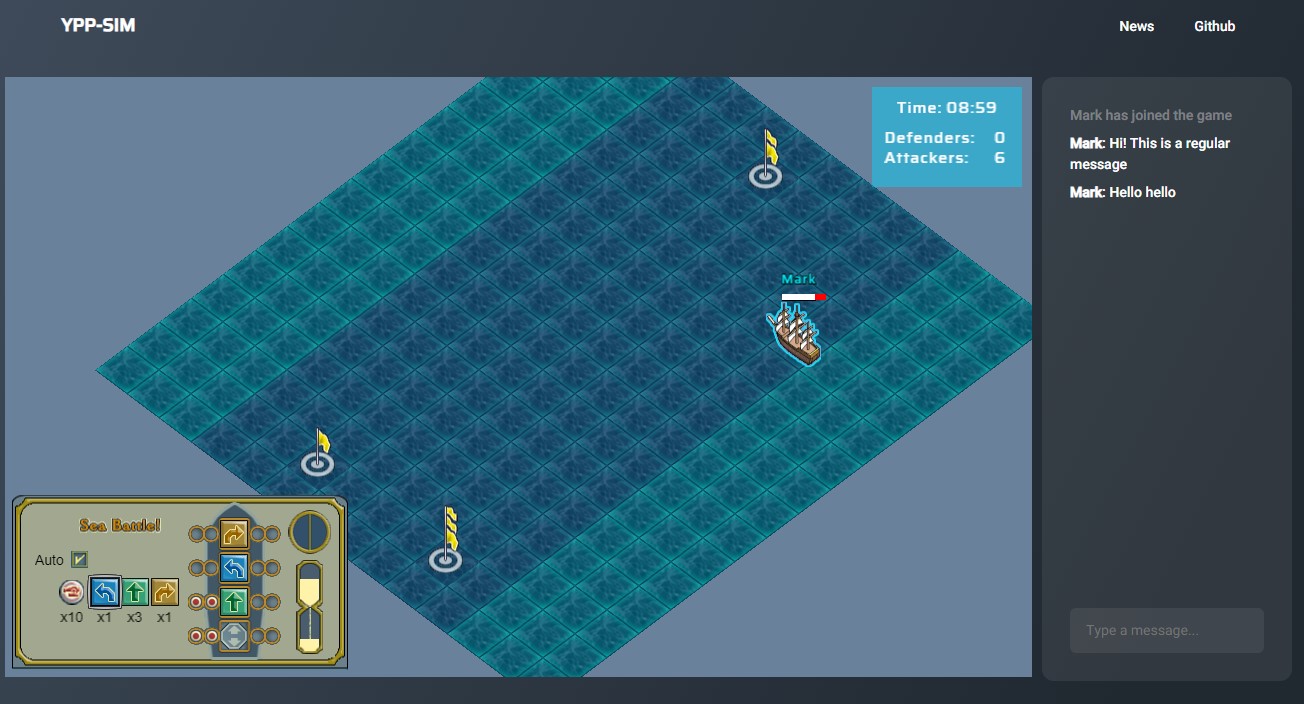 YPP-SIM
News
Github
Time: 08:59
Defenders: 0
Attackers: 6
Mark
Sea Battle!
Auto
x10 x1 x3 x1
Mark has joined the game
Mark: Hi! This is a regular
message
Mark: Hello hello
Type a message...